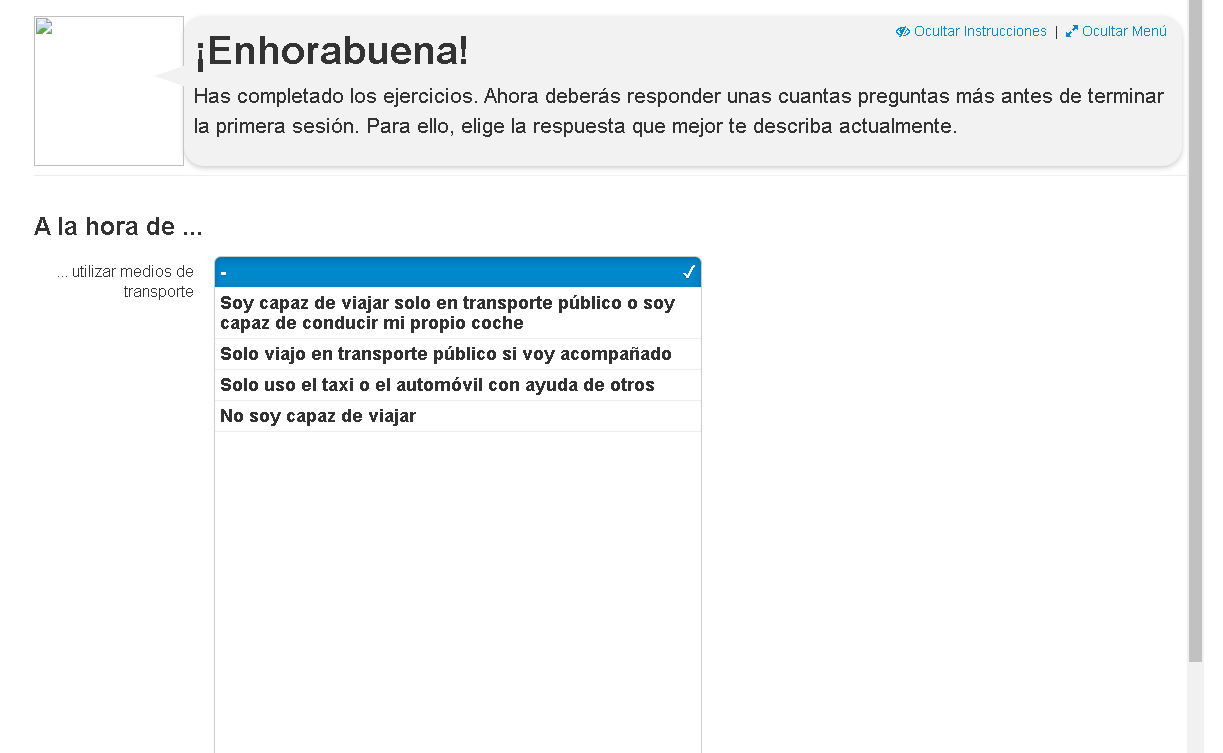 Ocultar Instrucciones | Ocultar Menú
¡Enhorabuena!
Has completado los ejercicios. Ahora deberás responder unas cuantas preguntas más antes de terminar
la primera sesión. Para ello, elige la respuesta que mejor te describa actualmente.
A la hora de ...
... utilizar medios de
transporte
-
Soy capaz de viajar solo en transporte público o soy
capaz de conducir mi propio coche
Solo viajo en transporte público si voy acompañado
Solo uso el taxi o el automóvil con ayuda de otros
No soy capaz de viajar